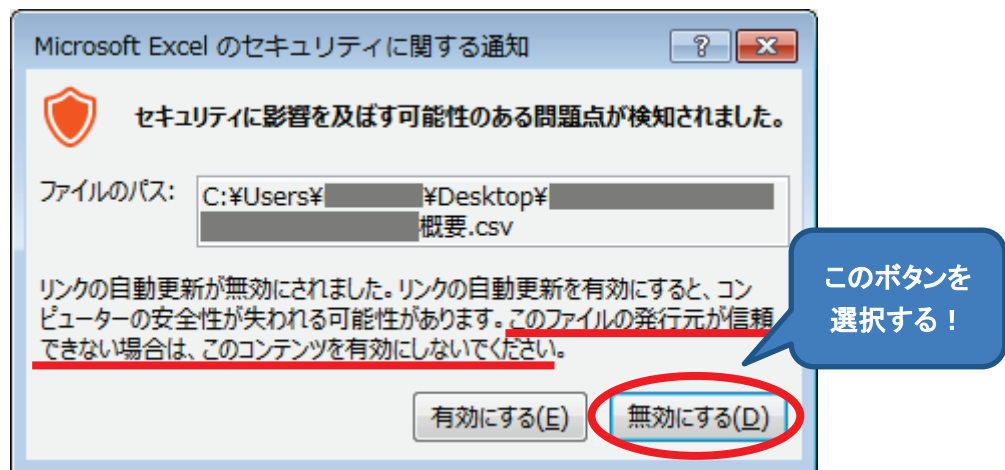 Microsoft Excel のセキュリティに関する通知
セキュリティに影響を及ぼす可能性のある問題点が検知されました。
ファイルのパス: C:¥Users¥ ¥Desktop¥
概要.csv
リンクの自動更新が無効にされました。リンクの自動更新を有効にすると、コン
ピューターの安全性が失われる可能性があります。このファイルの発行元が信頼
できない場合は、このコンテンツを有効にしないでください。
このボタンを
選択する！
有効にする(E) 無効にする(D)